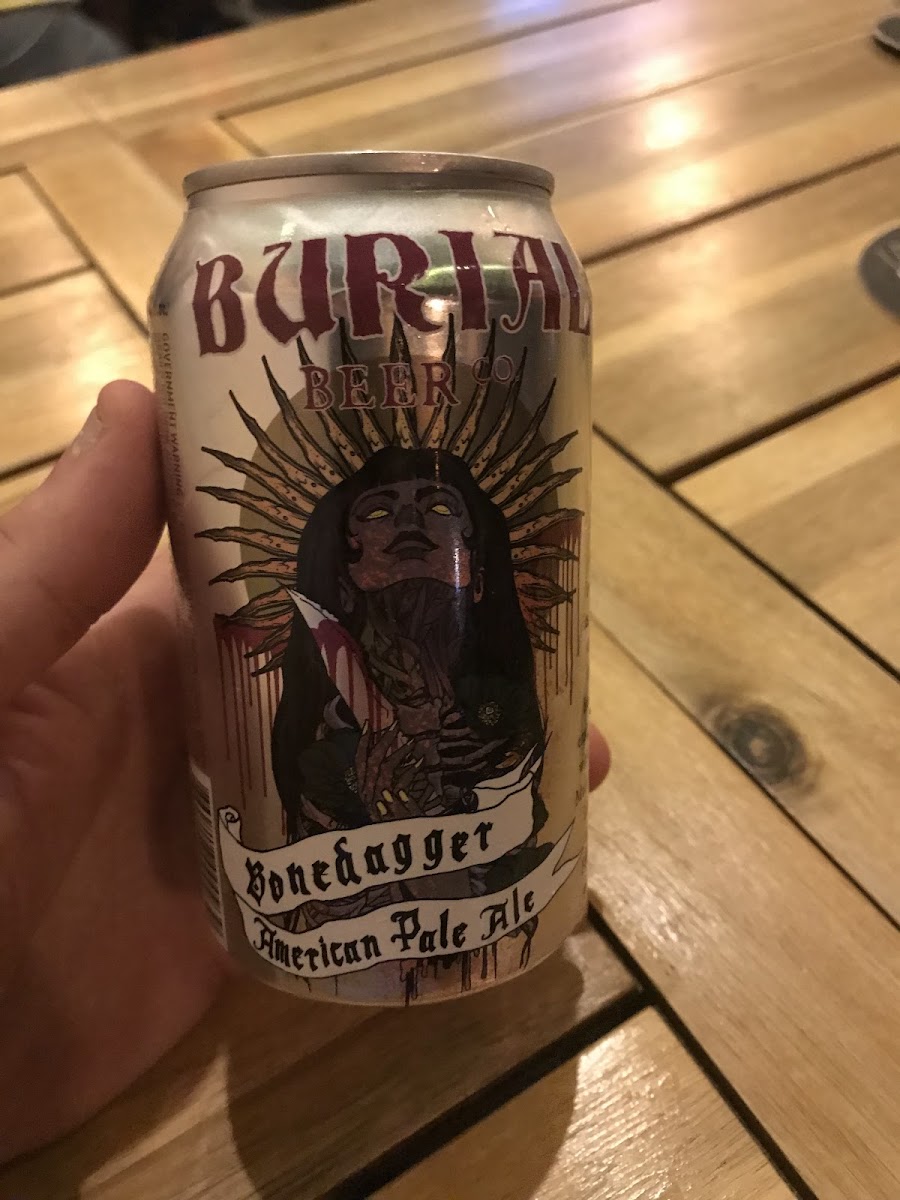 BURIAL
BEER CO.
GOVERNMENT WARNING
Bonedagger
American Pale Ale